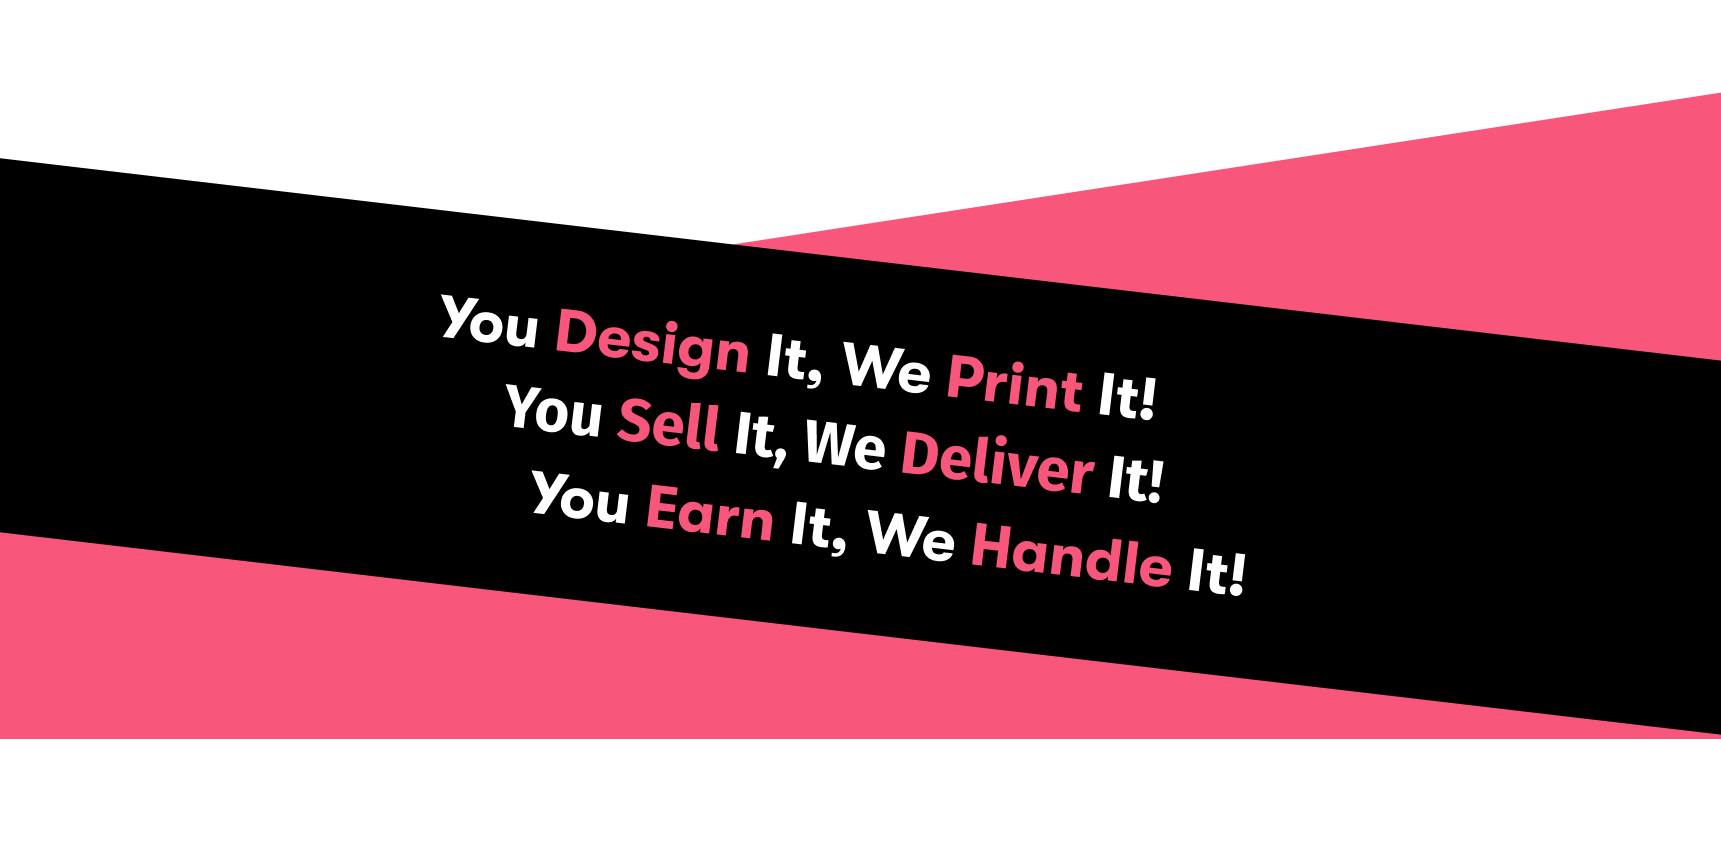 You Design It, We Print It!
You Sell It, We Deliver It!
You Earn It, We Handle It!